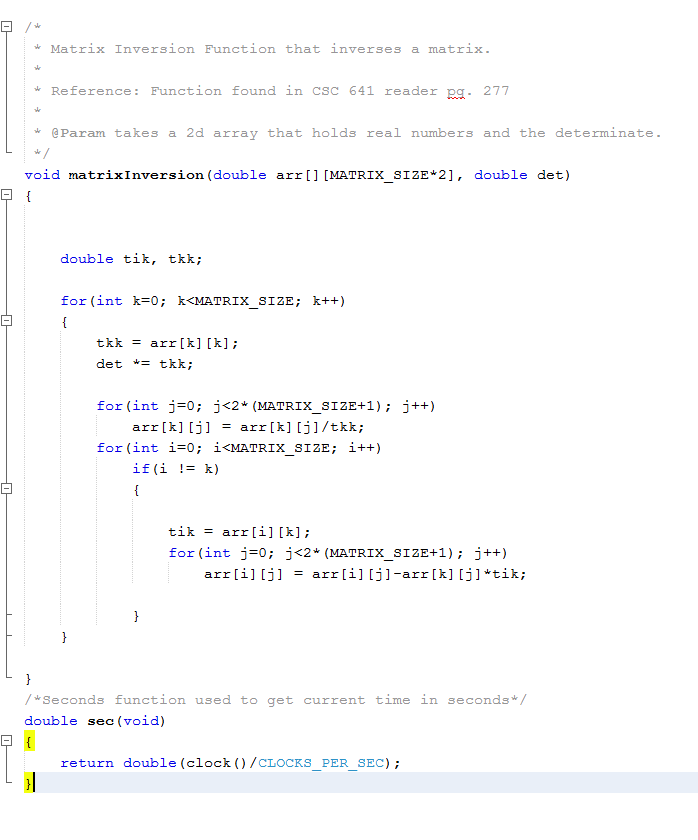 /*
 * Matrix Inversion Function that inverses a matrix.
 *
 * Reference: Function found in CSC 641 reader pg. 277
 *
 * @Param takes a 2d array that holds real numbers and the determinate.
 */
void matrixInversion(double arr[][MATRIX_SIZE*2], double det)
{
    double tik, tkk;
    for(int k=0; k<MATRIX_SIZE; k++)
    {
        tkk = arr[k][k];
        det *= tkk;
        for(int j=0; j<2*(MATRIX_SIZE+1); j++)
            arr[k][j] = arr[k][j]/tkk;
        for(int i=0; i<MATRIX_SIZE; i++)
            if(i != k)
            {
                tik = arr[i][k];
                for(int j=0; j<2*(MATRIX_SIZE+1); j++)
                    arr[i][j] = arr[i][j]-arr[k][j]*tik;
            }
    }
}
/*Seconds function used to get current time in seconds*/
double sec(void)
{
    return double(clock()/CLOCKS_PER_SEC);
}